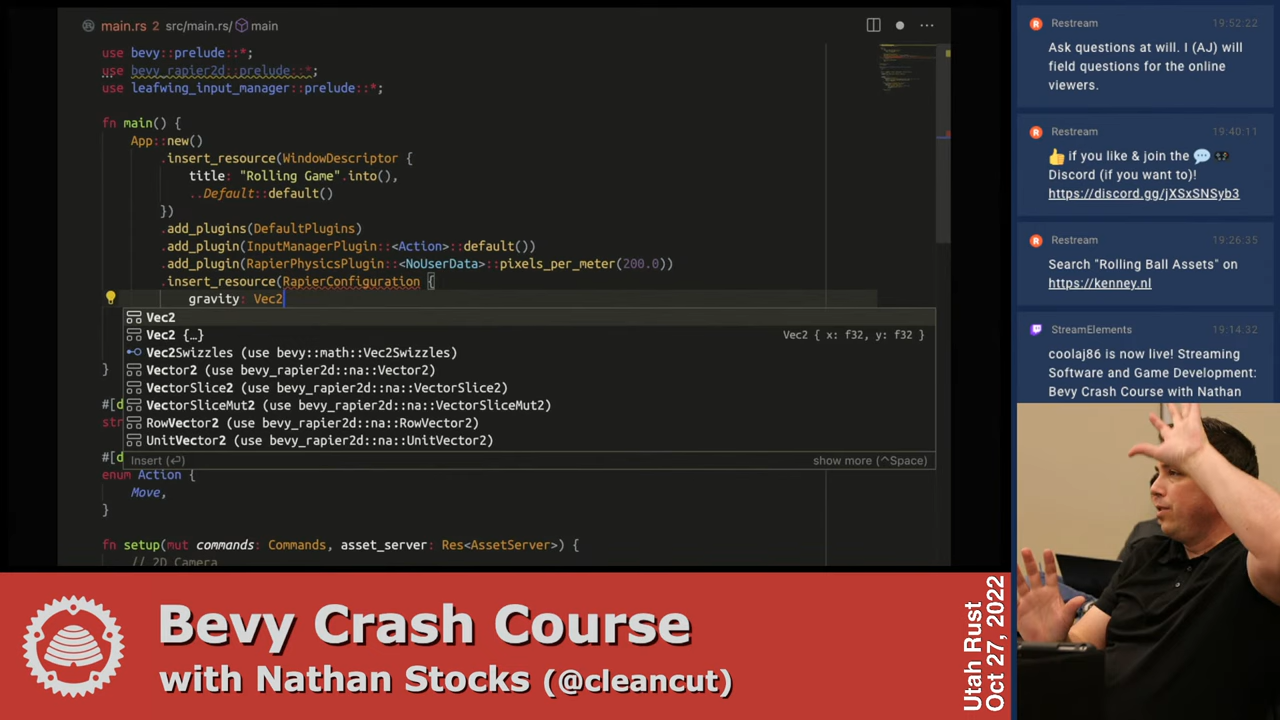 main.rs 2 src/main.rs/ main
use bevy::prelude::*;
use bevy_rapier2d::prelude::*;
use leafwing_input_manager::prelude::*;
fn main() {
App::new()
.insert_resource(WindowDescriptor {
title: "Rolling Game".into(),
..Default::default()
})
.add_plugins(DefaultPlugins)
.add_plugin(InputManagerPlugin::<Action>::default())
.add_plugin(RapierPhysicsPlugin::<NoUserData>::pixels_per_meter(200.0))
.insert_resource(RapierConfiguration {
gravity: Vec2
Vec2
Vec2 {…} Vec2 { x: f32, y: f32 }
Vec2Swizzles (use bevy::math::Vec2Swizzles)
Vector2 (use bevy_rapier2d::na::Vector2)
VectorSlice2 (use bevy_rapier2d::na::VectorSlice2)
VectorSliceMut2 (use bevy_rapier2d::na::VectorSliceMut2)
RowVector2 (use bevy_rapier2d::na::RowVector2)
UnitVector2 (use bevy_rapier2d::na::UnitVector2)
Insert (⏎) show more (^Space)
}
#[d
str
#[d
enum Action {
Move,
}
fn setup(mut commands: Commands, asset_server: Res<AssetServer>) {
// 2D Camera
Restream 19:52:22
Ask questions at will. I (AJ) will
field questions for the online
viewers.
Restream 19:40:11
👍 if you like & join the 💬
Discord (if you want to)!
https://discord.gg/jXSxSNSyb3
Restream 19:26:35
Search "Rolling Ball Assets" on
https://kenney.nl
StreamElements 19:14:32
coolaj86 is now live! Streaming
Software and Game Development:
Bevy Crash Course with Nathan
Bevy Crash Course
with Nathan Stocks (@cleancut)
Utah Rust
Oct 27, 2022